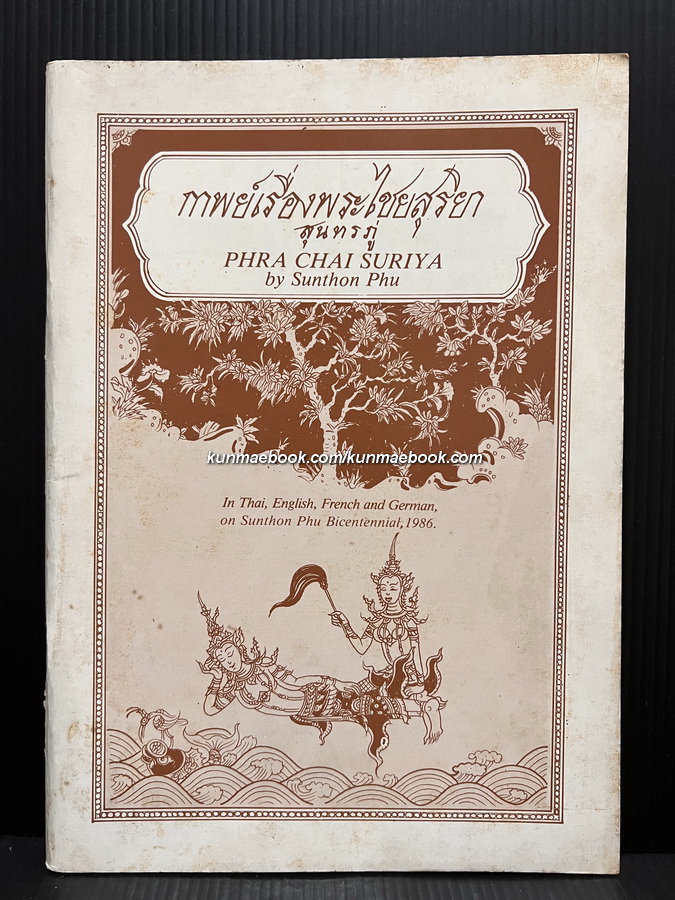 กาพย์เรื่องพระไชยสุริยา
สุนทรภู่
PHRA CHAI SURIYA
by Sunthon Phu
kunmaebook.com/kunmaebook.com
In Thai, English, French and German,
on Sunthon Phu Bicentennial, 1986.